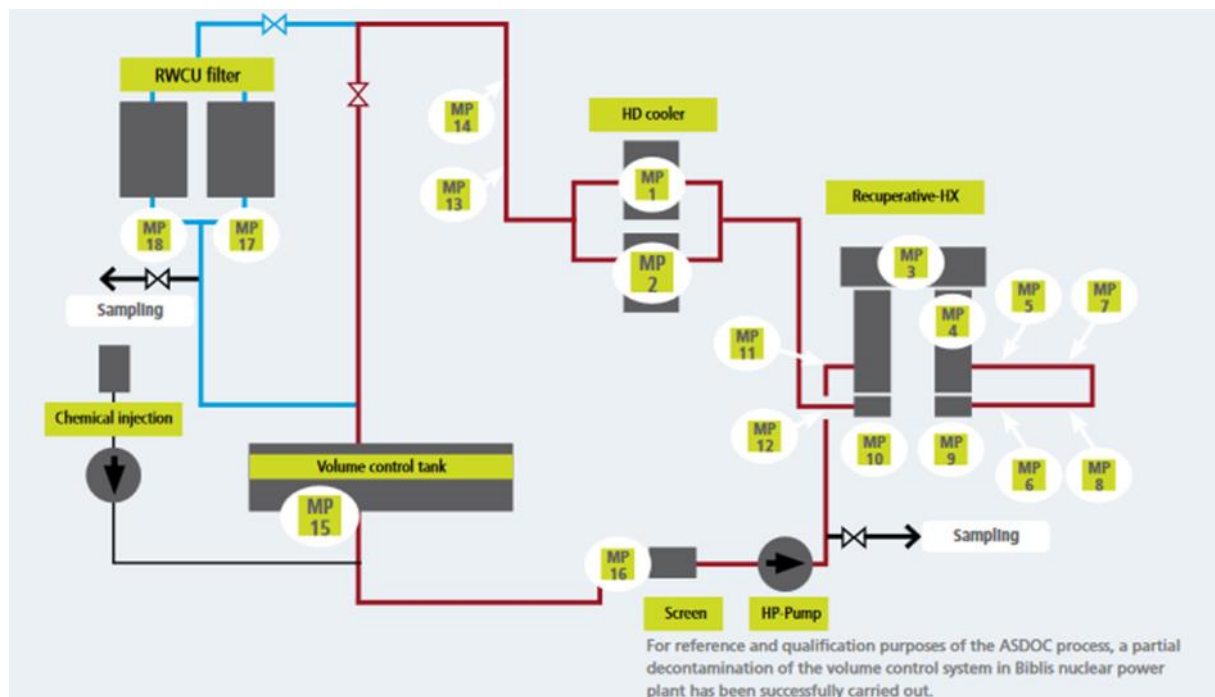 RWCU filter
MP
14
HD cooler
MP
1
MP
13
Recuperative-HX
MP
18
MP
17
MP
2
MP
3
MP
5
MP
7
Sampling
MP
4
MP
11
Chemical injection
MP
12
MP
10
MP
9
MP
6
MP
8
Volume control tank
MP
15
Sampling
MP
16
Screen
HP-Pump
For reference and qualification purposes of the ASDOC process, a partial
decontamination of the volume control system in Biblis nuclear power
plant has been successfully carried out.